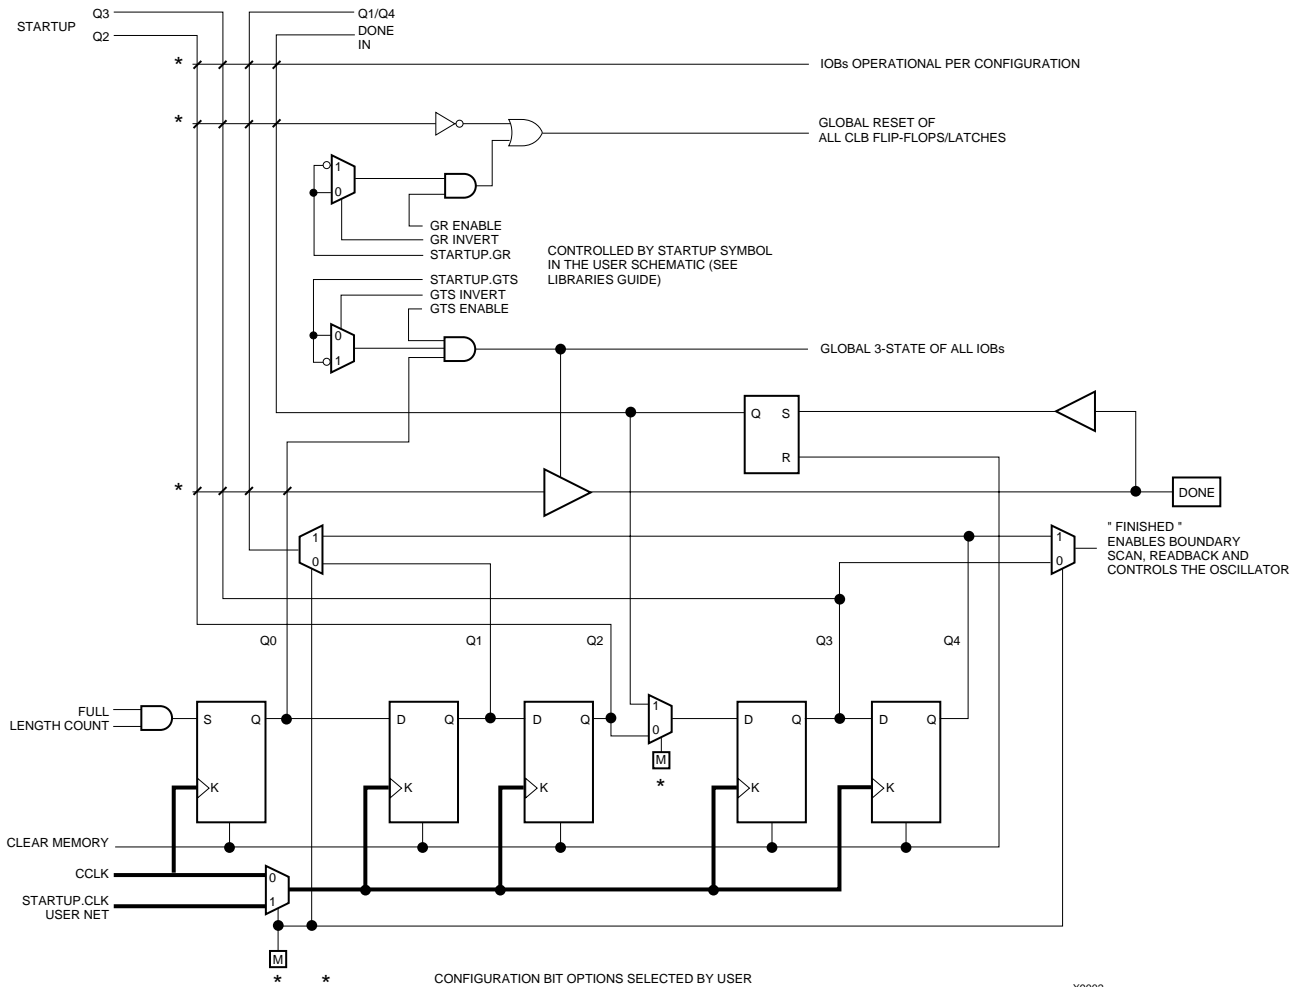 Q3
STARTUP
Q2
Q1/Q4
DONE
IN
*
IOBs OPERATIONAL PER CONFIGURATION
*
GLOBAL RESET OF
ALL CLB FLIP-FLOPS/LATCHES
1
0
GR ENABLE
GR INVERT
STARTUP.GR
CONTROLLED BY STARTUP SYMBOL
IN THE USER SCHEMATIC (SEE
LIBRARIES GUIDE)
STARTUP.GTS
GTS INVERT
GTS ENABLE
0
1
GLOBAL 3-STATE OF ALL IOBs
Q S
R
*
DONE
1
0
1
0
" FINISHED "
ENABLES BOUNDARY
SCAN, READBACK AND
CONTROLS THE OSCILLATOR
Q0 Q1 Q2 Q3 Q4
FULL
LENGTH COUNT
S Q
K
D Q
K
D Q
K
1
0
M
*
D Q
K
D Q
K
CLEAR MEMORY
CCLK
STARTUP.CLK
USER NET
0
1
M
*
* CONFIGURATION BIT OPTIONS SELECTED BY USER